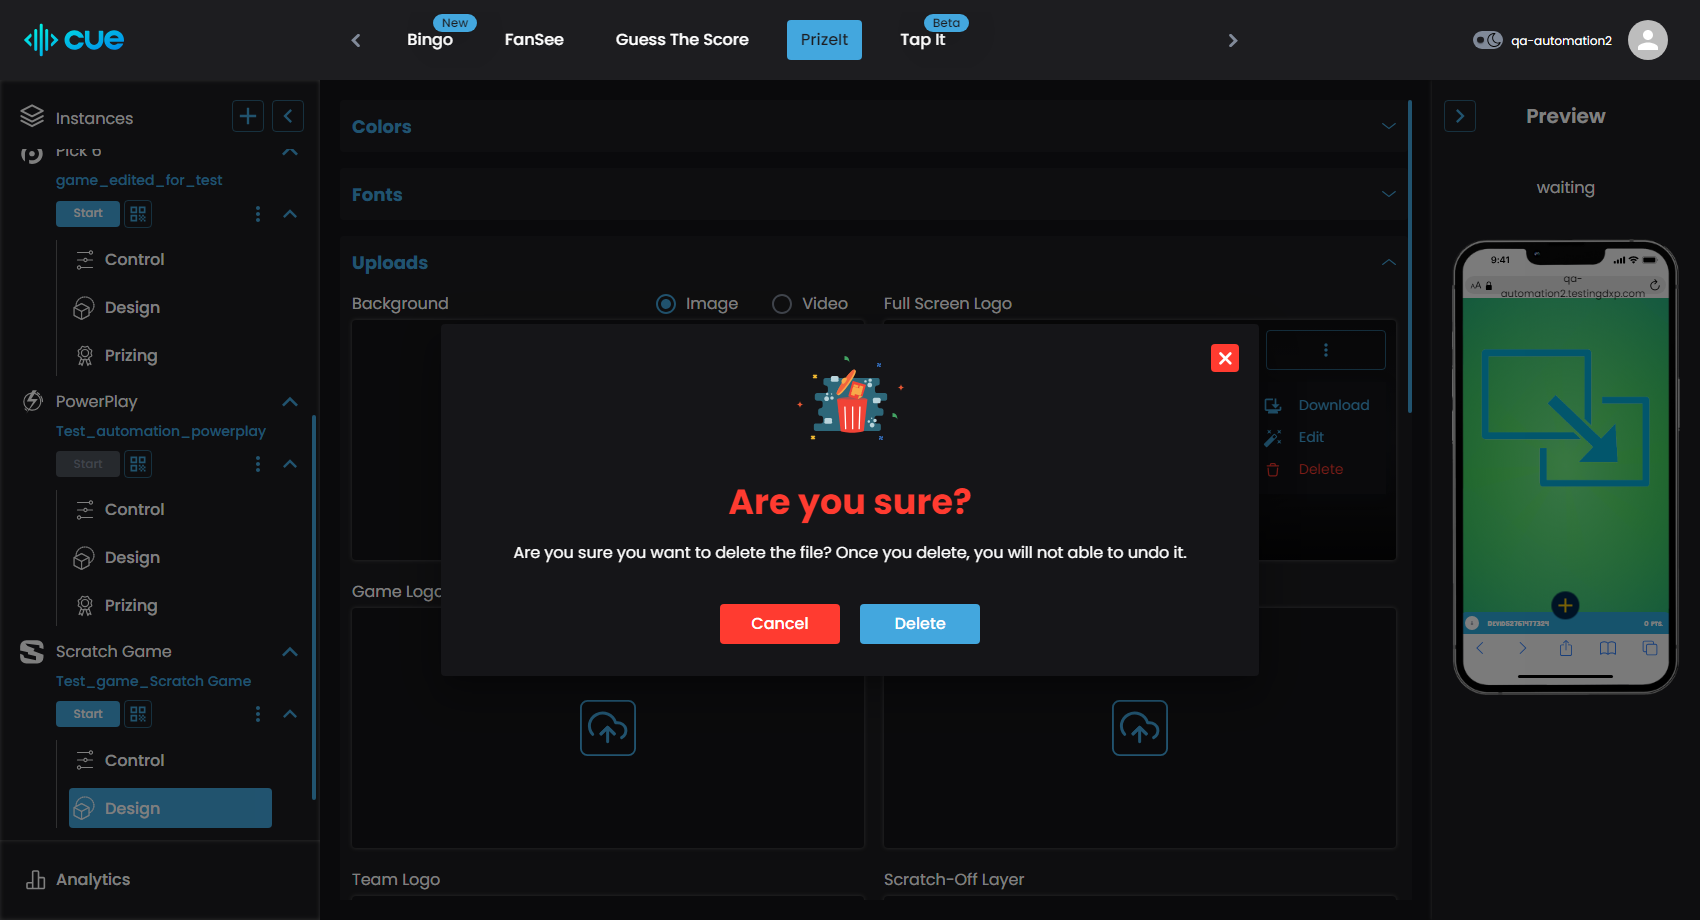 cue
Bingo
New
FanSee
Guess The Score
PrizeIt
Tap It
Beta
qa-automation2
Instances
Pick 6
game_edited_for_test
Start
Control
Design
Prizing
PowerPlay
Test_automation_powerplay
Start
Control
Design
Prizing
Scratch Game
Test_game_Scratch Game
Start
Control
Design
Analytics
Colors
Fonts
Uploads
Background
Image
Video
Full Screen Logo
Download
Edit
Delete
Are you sure?
Are you sure you want to delete the file? Once you delete, you will not able to undo it.
Cancel
Delete
Game Logo
Team Logo
Scratch-Off Layer
Preview
waiting
9:41
AA
qa-
automation2.testingdxp.com
0 PTS.